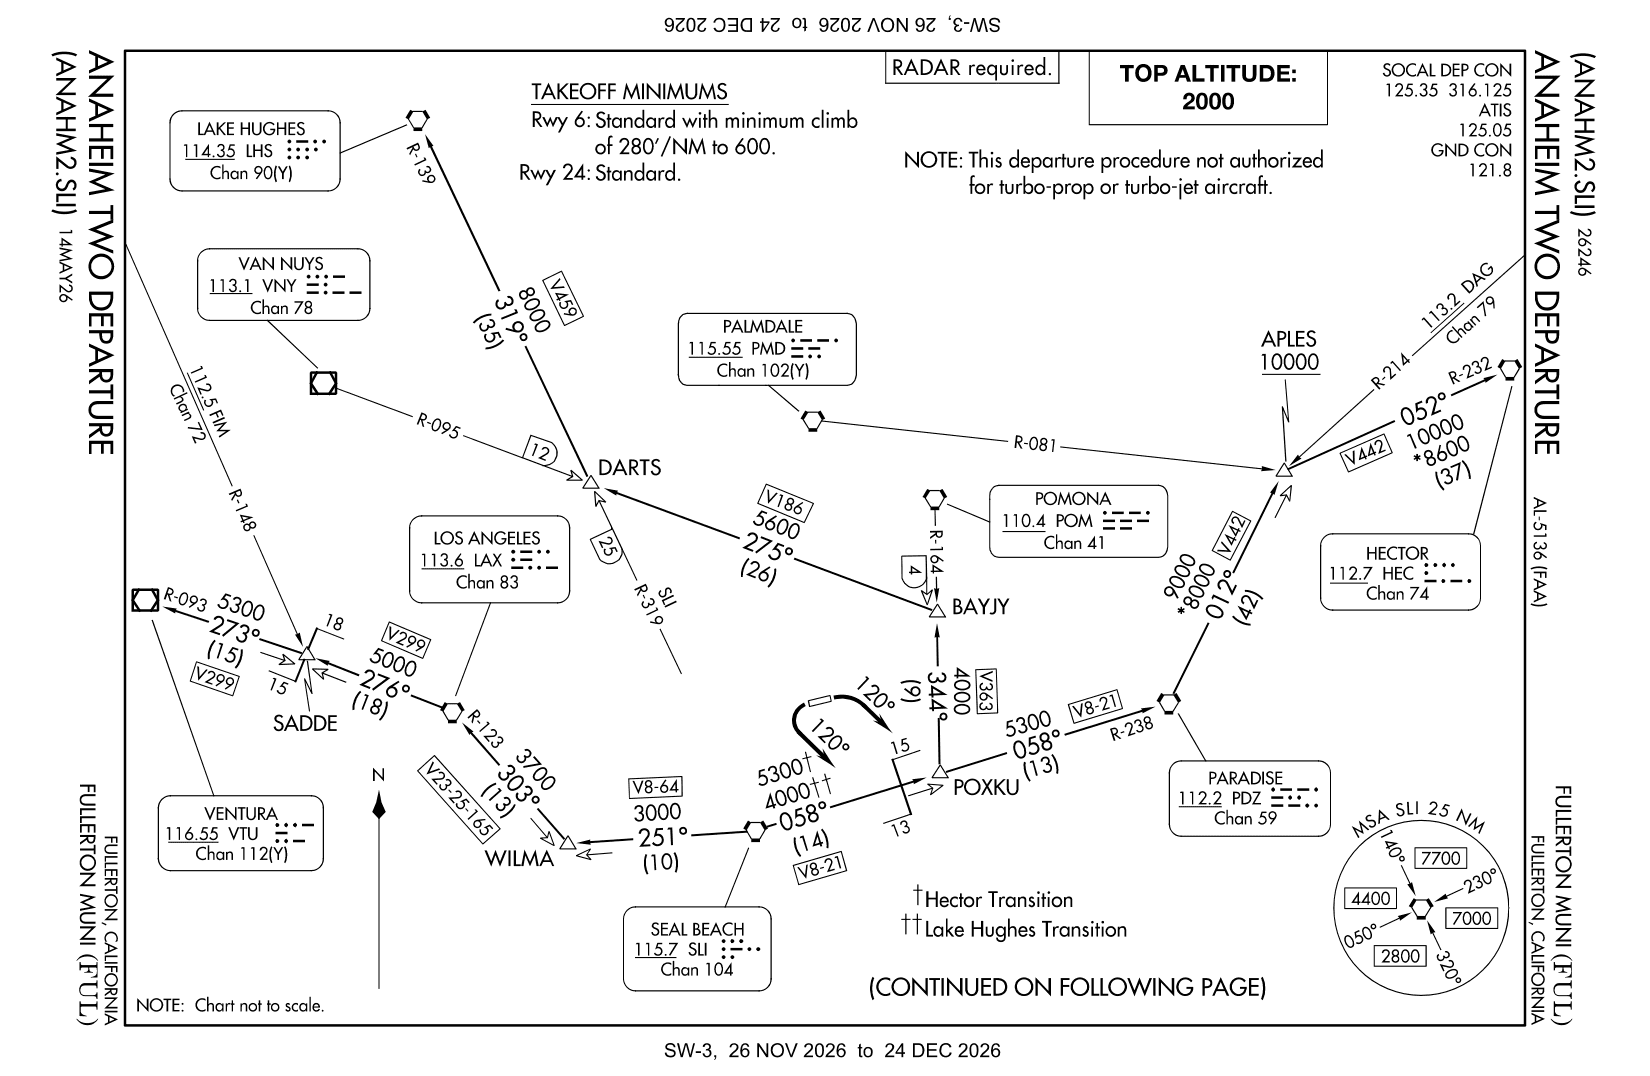 SW-3, 26 NOV 2026 to 24 DEC 2026
(ANAHM2.SLI) 14MAY26
ANAHEIM TWO DEPARTURE
TAKEOFF MINIMUMS
Rwy 6: Standard with minimum climb
of 280'/NM to 600.
Rwy 24: Standard.
RADAR required.
TOP ALTITUDE:
2000
SOCAL DEP CON
125.35 316.125
ATIS
125.05
GND CON
121.8
NOTE: This departure procedure not authorized
for turbo-prop or turbo-jet aircraft.
(ANAHM2.SLI) 26246
ANAHEIM TWO DEPARTURE
AL-5136 (FAA)
LAKE HUGHES
114.35 LHS
Chan 90(Y)
R-139
VAN NUYS
113.1 VNY
Chan 78
V459
8000
319°
(35)
R-095
12
DARTS
112.5 FIM
Chan 72
R-148
PALMDALE
115.55 PMD
Chan 102(Y)
R-081
APLES
10000
113.2 DAG
Chan 79
R-214
R-232
052°
10000
*8600
(37)
V442
HECTOR
112.7 HEC
Chan 74
POMONA
110.4 POM
Chan 41
R-164
4
BAYJY
V186
5600
275°
(26)
25
SLI
R-319
LOS ANGELES
113.6 LAX
Chan 83
V442
9000
*8000
012°
(42)
R-093
5300
273°
(15)
V299
18
15
SADDE
V299
5000
276°
(18)
R-123
3700
303°
(13)
V23-25-165
WILMA
V8-64
3000
251°
(10)
120°
120°
V363
4000
344°
(9)
15
13
POXKU
5300†
4000††
058°
(14)
V8-21
5300
058°
(13)
V8-21
R-238
PARADISE
112.2 PDZ
Chan 59
VENTURA
116.55 VTU
Chan 112(Y)
N
SEAL BEACH
115.7 SLI
Chan 104
†Hector Transition
††Lake Hughes Transition
(CONTINUED ON FOLLOWING PAGE)
MSA SLI 25 NM
140°
7700
230°
4400
7000
050°
2800
320°
NOTE: Chart not to scale.
FULLERTON, CALIFORNIA
FULLERTON MUNI (FUL)
FULLERTON MUNI (FUL)
FULLERTON, CALIFORNIA
SW-3, 26 NOV 2026 to 24 DEC 2026